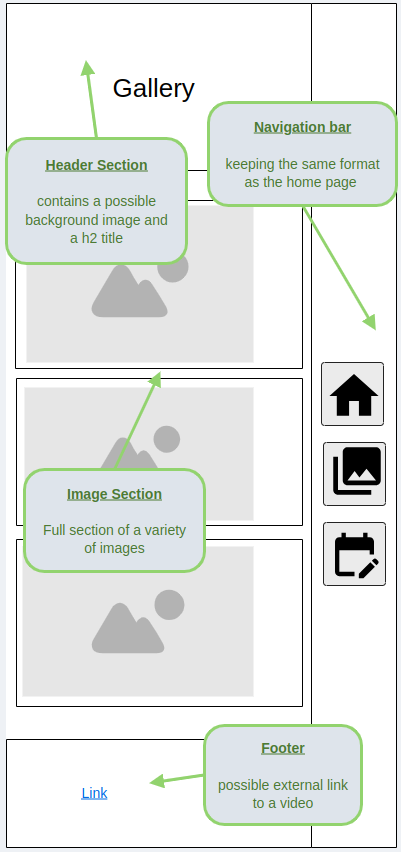 Gallery
Navigation bar
keeping the same format
as the home page
Header Section
contains a possible
background image and
a h2 title
Image Section
Full section of a variety
of images
Footer
possible external link
to a video
Link